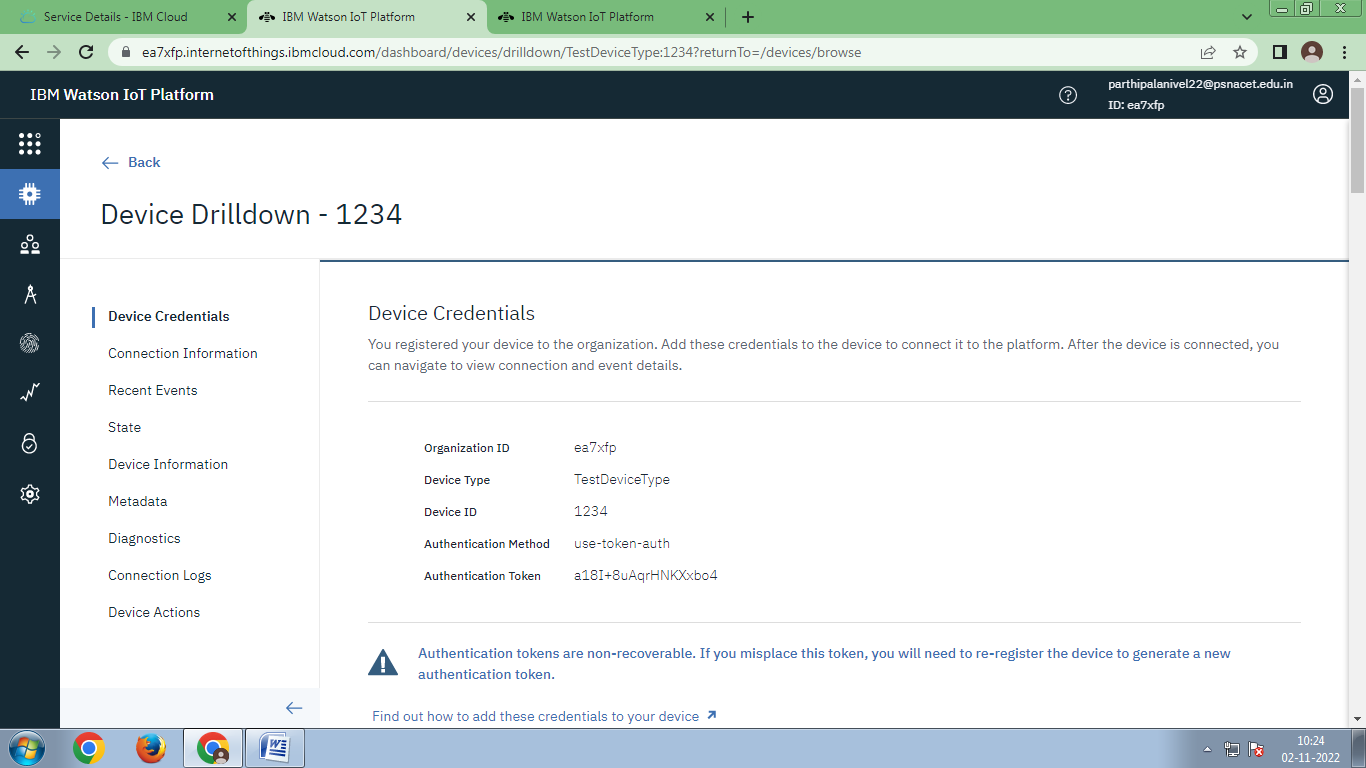 Service Details - IBM Cloud
IBM Watson IoT Platform
IBM Watson IoT Platform
ea7xfp.internetofthings.ibmcloud.com/dashboard/devices/drilldown/TestDeviceType:1234?returnTo=/devices/browse
IBM Watson IoT Platform
parthipalanivel22@psnacet.edu.in
ID: ea7xfp
Back
Device Drilldown - 1234
Device Credentials
Connection Information
Recent Events
State
Device Information
Metadata
Diagnostics
Connection Logs
Device Actions
Device Credentials
You registered your device to the organization. Add these credentials to the device to connect it to the platform. After the device is connected, you
can navigate to view connection and event details.
Organization ID ea7xfp
Device Type TestDeviceType
Device ID 1234
Authentication Method use-token-auth
Authentication Token a18I+8uAqrHNKXxbo4
Authentication tokens are non-recoverable. If you misplace this token, you will need to re-register the device to generate a new
authentication token.
Find out how to add these credentials to your device
10:24
02-11-2022